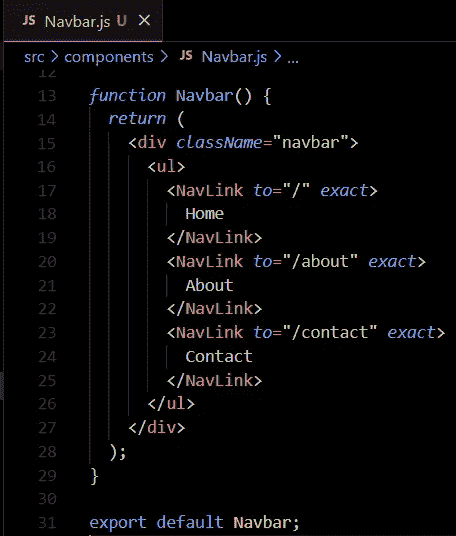 JS Navbar.js U ×
src > components > JS Navbar.js > ...
12
13 function Navbar() {
14   return (
15     <div className="navbar">
16       <ul>
17         <NavLink to="/" exact>
18           Home
19         </NavLink>
20         <NavLink to="/about" exact>
21           About
22         </NavLink>
23         <NavLink to="/contact" exact>
24           Contact
25         </NavLink>
26       </ul>
27     </div>
28   );
29 }
30
31 export default Navbar;